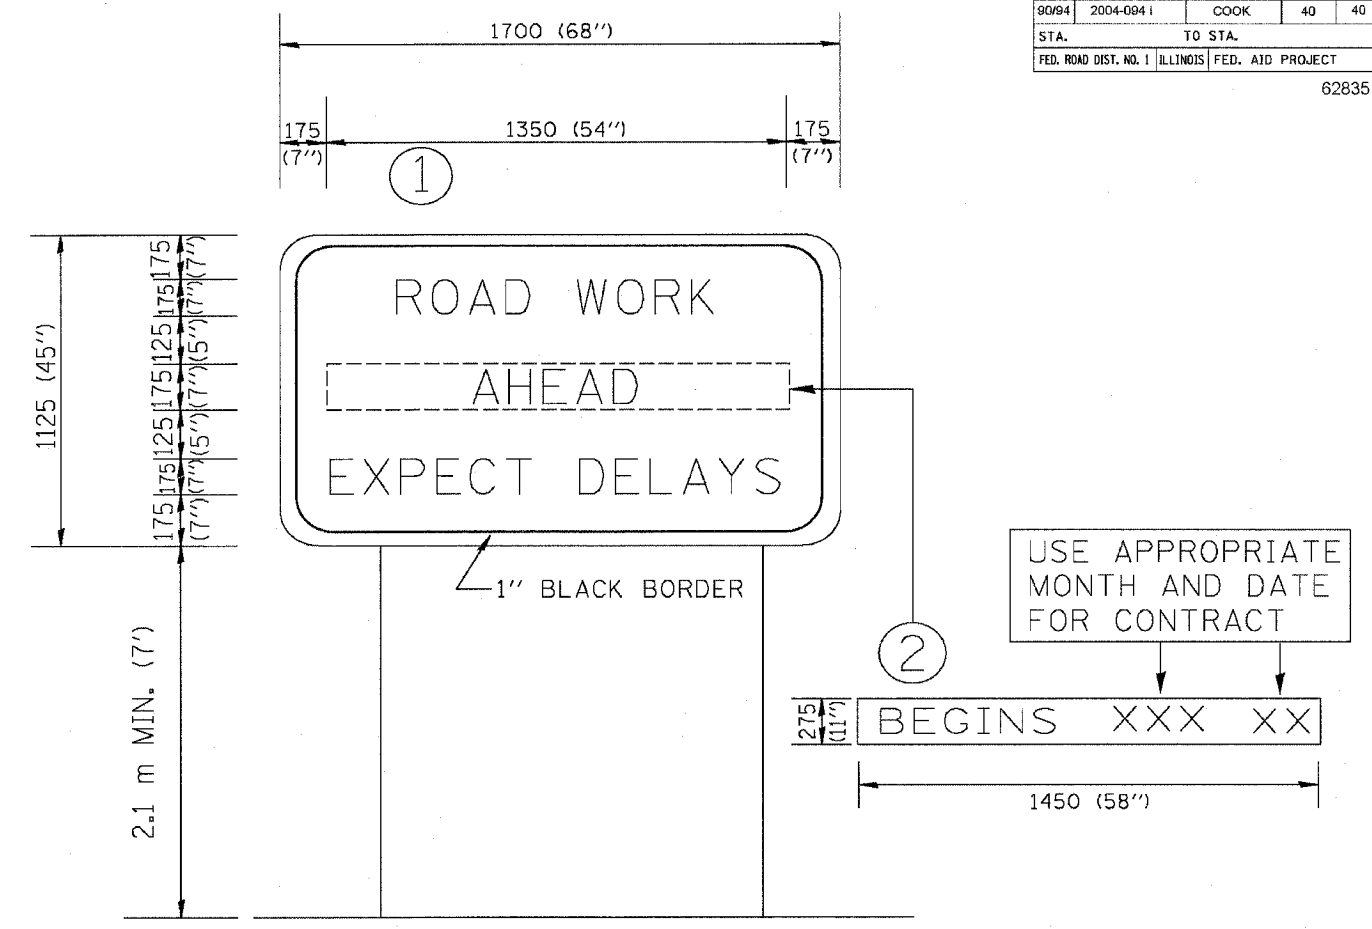 90/94 2004-094 I COOK 40 40
STA. TO STA.
FED. ROAD DIST. NO. 1 ILLINOIS FED. AID PROJECT
62835
1700 (68'')
175 (7'')
1350 (54'')
175 (7'')
1
1125 (45'')
175 (7'')
175 (7'')
125 (5'')
175 (7'')
125 (5'')
175 (7'')
175 (7'')
ROAD WORK
AHEAD
EXPECT DELAYS
1'' BLACK BORDER
2.1 m MIN. (7')
USE APPROPRIATE
MONTH AND DATE
FOR CONTRACT
2
275 (11'')
BEGINS XXX XX
1450 (58'')